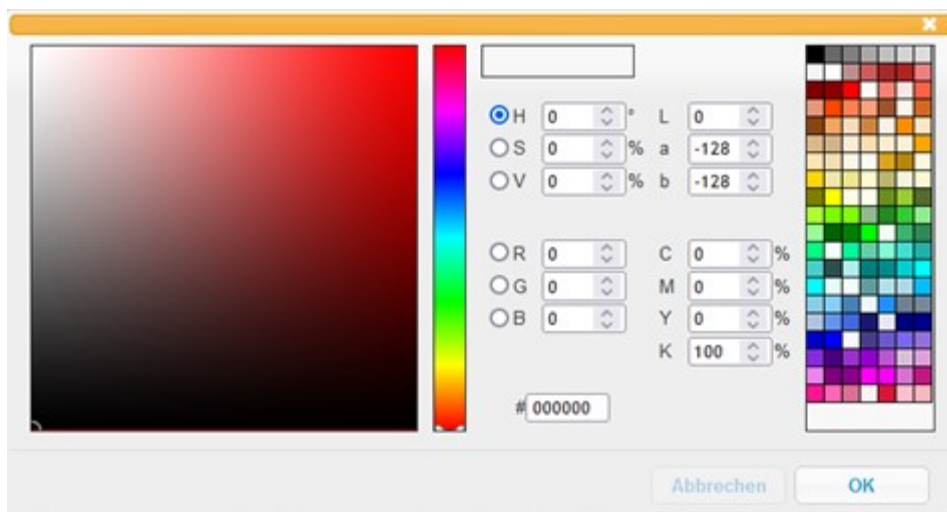 H 0 ° L 0
S 0 % a -128
V 0 % b -128
R 0 C 0 %
G 0 M 0 %
B 0 Y 0 %
K 100 %
# 000000
Abbrechen OK